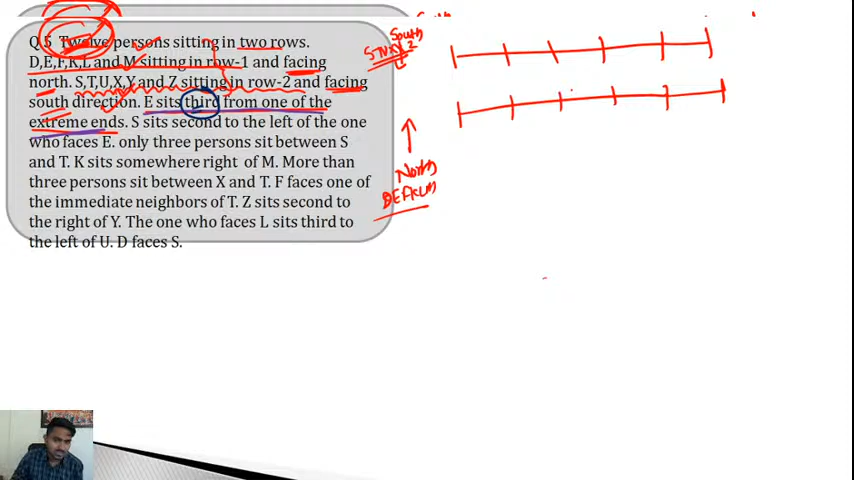 Q.5 Twelve persons sitting in two rows.
D,E,F,K,L and M sitting in row-1 and facing
north. S,T,U,X,Y and Z sitting in row-2 and facing
south direction. E sits third from one of the
extreme ends. S sits second to the left of the one
who faces E. only three persons sit between S
and T. K sits somewhere right of M. More than
three persons sit between X and T. F faces one of
the immediate neighbors of T. Z sits second to
the right of Y. The one who faces L sits third to
the left of U. D faces S.
South
North
DEFKLM